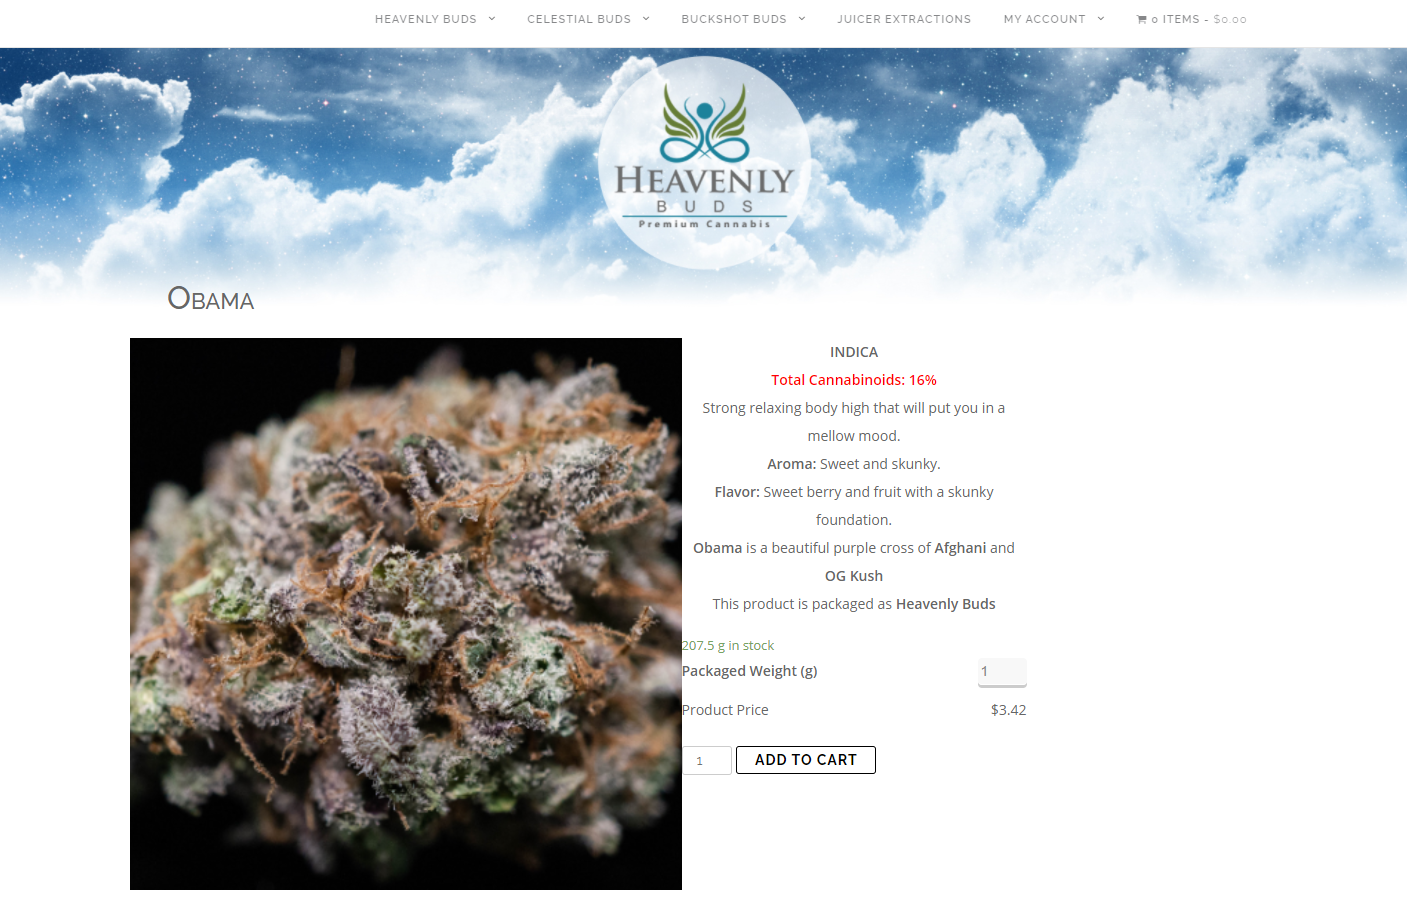 HEAVENLY BUDS CELESTIAL BUDS BUCKSHOT BUDS JUICER EXTRACTIONS MY ACCOUNT 0 ITEMS - $0.00
HEAVENLY
BUDS
Premium Cannabis
OBAMA
INDICA
Total Cannabinoids: 16%
Strong relaxing body high that will put you in a
mellow mood.
Aroma: Sweet and skunky.
Flavor: Sweet berry and fruit with a skunky
foundation.
Obama is a beautiful purple cross of Afghani and
OG Kush
This product is packaged as Heavenly Buds
207.5 g in stock
Packaged Weight (g) 1
Product Price $3.42
1 ADD TO CART